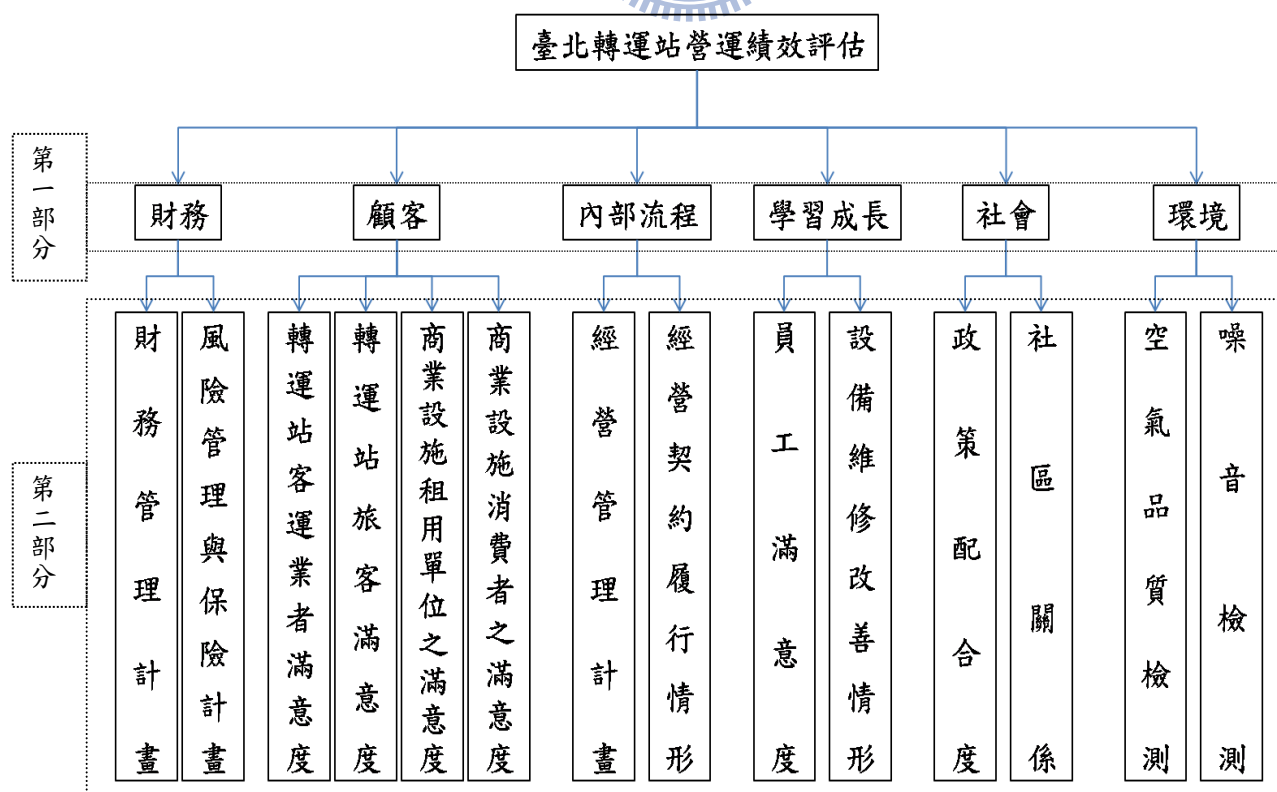 臺北轉運站營運績效評估
第一部分
財務
顧客
內部流程
學習成長
社會
環境
第二部分
財務管理計畫
風險管理與保險計畫
轉運站客運業者滿意度
轉運站旅客滿意度
商業設施租用單位之滿意度
商業設施消費者之滿意度
經營管理計畫
經營契約履行情形
員工滿意度
設備維修改善情形
政策配合度
社區關係
空氣品質檢測
噪音檢測